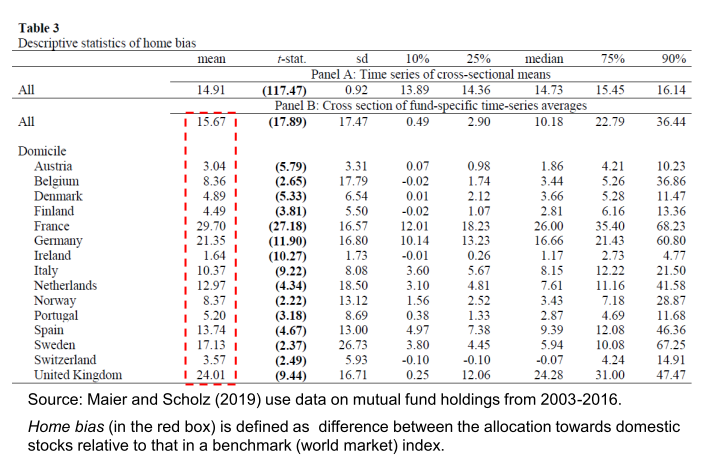 Table 3
Descriptive statistics of home bias
mean t-stat. sd 10% 25% median 75% 90%
Panel A: Time series of cross-sectional means
All 14.91 (117.47) 0.92 13.89 14.36 14.73 15.45 16.14
Panel B: Cross section of fund-specific time-series averages
All 15.67 (17.89) 17.47 0.49 2.90 10.18 22.79 36.44
Domicile
Austria 3.04 (5.79) 3.31 0.07 0.98 1.86 4.21 10.23
Belgium 8.36 (2.65) 17.79 -0.02 1.74 3.44 5.26 36.86
Denmark 4.89 (5.33) 6.54 0.01 2.12 3.66 5.28 11.47
Finland 4.49 (3.81) 5.50 -0.02 1.07 2.81 6.16 13.36
France 29.70 (27.18) 16.57 12.01 18.23 26.00 35.40 68.23
Germany 21.35 (11.90) 16.80 10.14 13.23 16.66 21.43 60.80
Ireland 1.64 (10.27) 1.73 -0.01 0.26 1.17 2.73 4.77
Italy 10.37 (9.22) 8.08 3.60 5.67 8.15 12.22 21.50
Netherlands 12.97 (4.34) 18.50 3.10 4.81 7.61 11.16 41.58
Norway 8.37 (2.22) 13.12 1.56 2.52 3.43 7.18 28.87
Portugal 5.20 (3.18) 8.69 0.38 1.33 2.87 4.69 11.68
Spain 13.74 (4.67) 13.00 4.97 7.38 9.39 12.08 46.36
Sweden 17.13 (2.37) 26.73 3.80 4.45 5.94 10.08 67.25
Switzerland 3.57 (2.49) 5.93 -0.10 -0.10 -0.07 4.24 14.91
United Kingdom 24.01 (9.44) 16.71 0.25 12.06 24.28 31.00 47.47
Source: Maier and Scholz (2019) use data on mutual fund holdings from 2003-2016.
Home bias (in the red box) is defined as difference between the allocation towards domestic
stocks relative to that in a benchmark (world market) index.